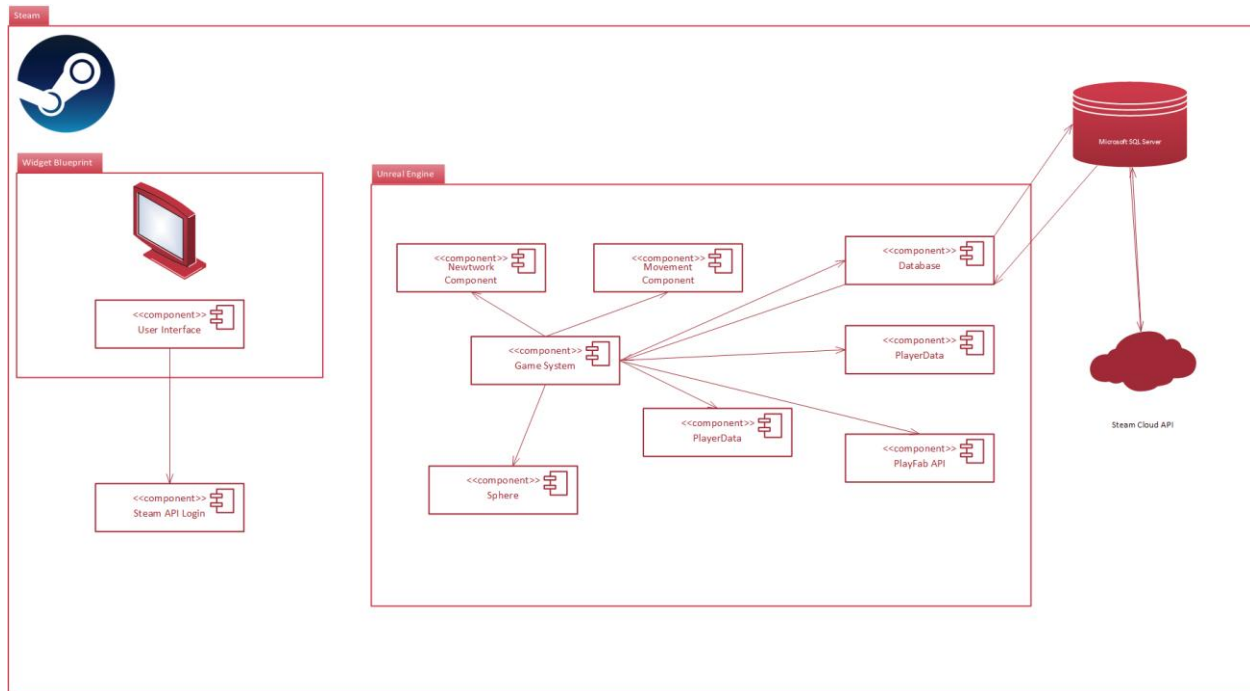 Steam
Widget Blueprint
<<component>>
User Interface
<<component>>
Steam API Login
Unreal Engine
<<component>>
Newtwork
Component
<<component>>
Movement
Component
<<component>>
Database
<<component>>
Game System
<<component>>
PlayerData
<<component>>
PlayerData
<<component>>
PlayFab API
<<component>>
Sphere
Microsoft SQL Server
Steam Cloud API